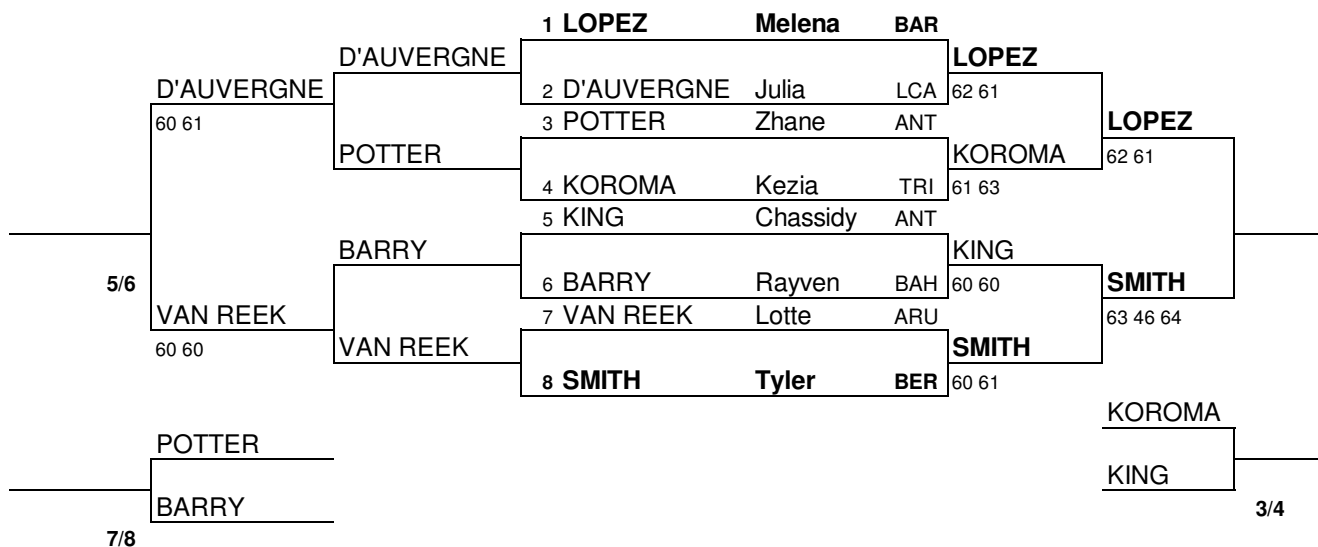 1 LOPEZ Melena BAR
D'AUVERGNE LOPEZ
D'AUVERGNE 2 D'AUVERGNE Julia LCA 62 61
60 61 3 POTTER Zhane ANT LOPEZ
POTTER KOROMA 62 61
4 KOROMA Kezia TRI 61 63
5 KING Chassidy ANT
BARRY KING
5/6 6 BARRY Rayven BAH 60 60 SMITH
VAN REEK 7 VAN REEK Lotte ARU 63 46 64
60 60 VAN REEK SMITH
8 SMITH Tyler BER 60 61
KOROMA
POTTER
KING
BARRY 3/4
7/8